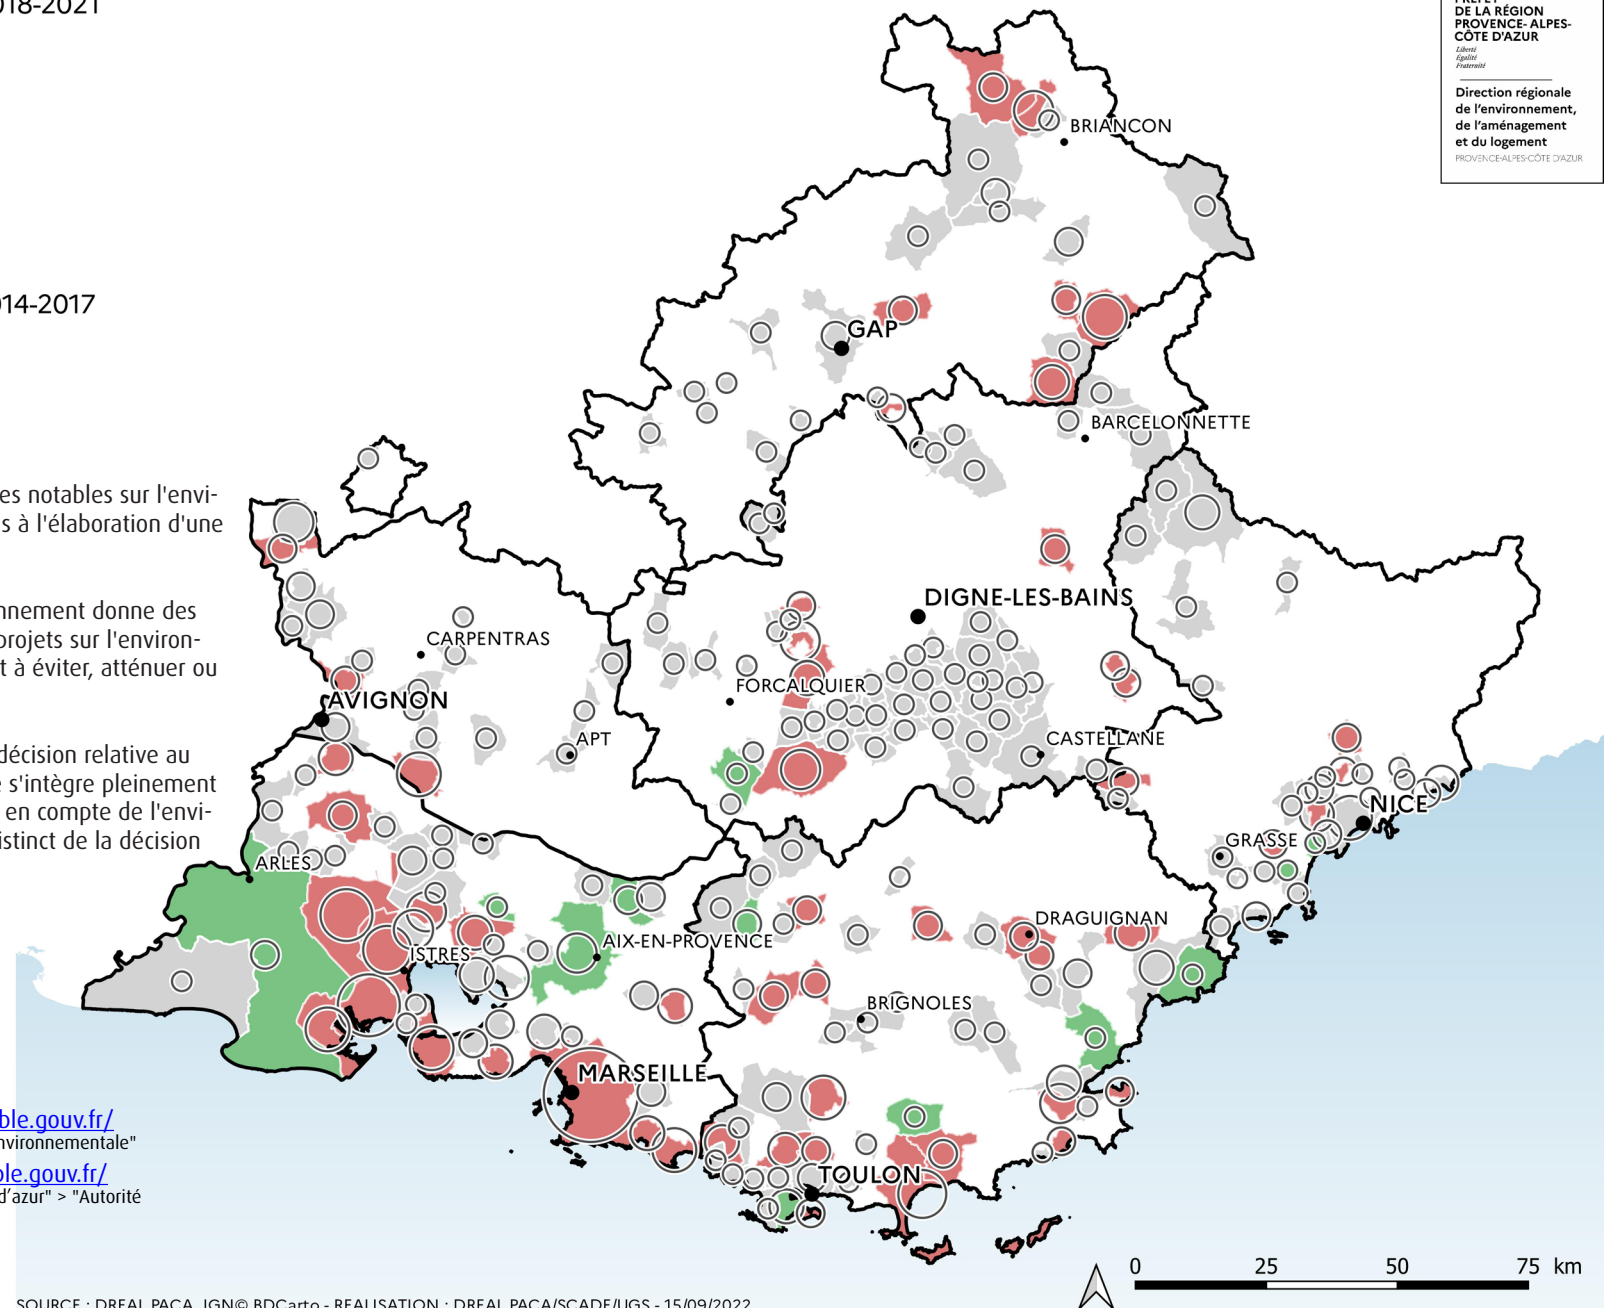 018-2021
PRÉFET
DE LA RÉGION
PROVENCE- ALPES-
CÔTE D'AZUR
Liberté
Égalité
Fraternité
Direction régionale
de l'environnement,
de l'aménagement
et du logement
PROVENCE-ALPES-CÔTE D'AZUR
014-2017
es notables sur l'envi-
s à l'élaboration d'une
nnement donne des
projets sur l'environ-
t à éviter, atténuer ou
décision relative au
e s'intègre pleinement
en compte de l'envi-
istinct de la décision
ble.gouv.fr/
nvironnementale"
ble.gouv.fr/
d'azur" > "Autorité
BRIANCON
GAP
BARCELONNETTE
DIGNE-LES-BAINS
CARPENTRAS
FORCALQUIER
AVIGNON
APT
CASTELLANE
NICE
GRASSE
ARLES
DRAGUIGNAN
AIX-EN-PROVENCE
ISTRES
BRIGNOLES
MARSEILLE
TOULON
0 25 50 75 km
SOURCE : DREAL PACA, IGN© BDCarto - REALISATION : DREAL PACA/SCADE/UGS - 15/09/2022